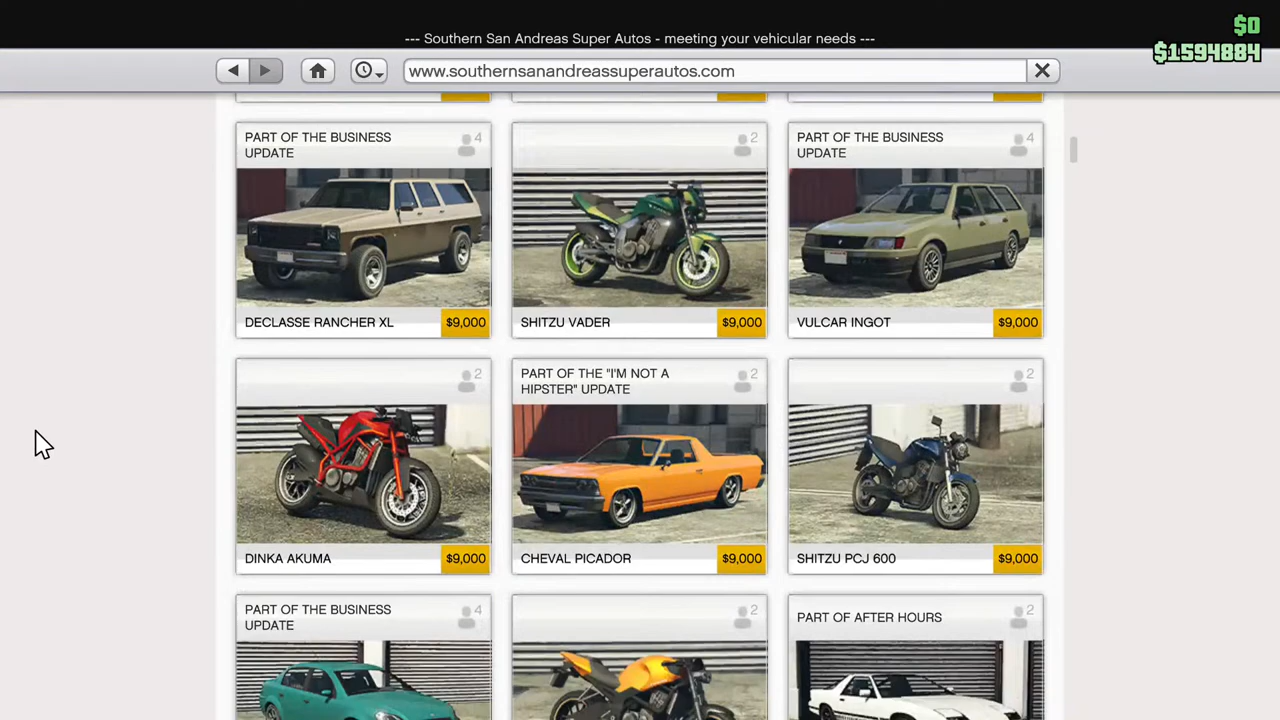 --- Southern San Andreas Super Autos - meeting your vehicular needs ---
$0
$1594884
www.southernsanandreassuperautos.com
PART OF THE BUSINESS
UPDATE
4
2
PART OF THE BUSINESS
UPDATE
4
DECLASSE RANCHER XL
$9,000
SHITZU VADER
$9,000
VULCAR INGOT
$9,000
2
PART OF THE "I'M NOT A
HIPSTER" UPDATE
2
2
DINKA AKUMA
$9,000
CHEVAL PICADOR
$9,000
SHITZU PCJ 600
$9,000
PART OF THE BUSINESS
UPDATE
4
2
PART OF AFTER HOURS
2